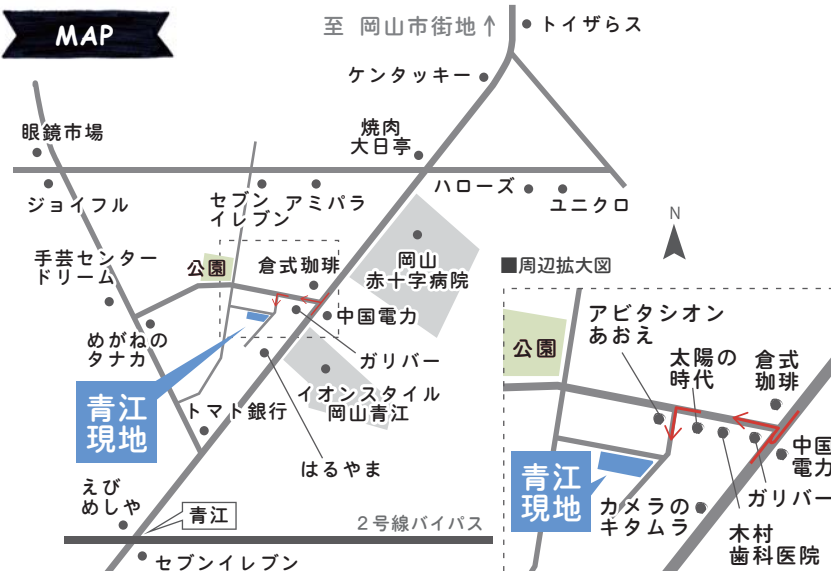 MAP
至 岡山市街地↑
トイザらス
ケンタッキー
眼鏡市場
焼肉
大日亭
ジョイフル
セブン
イレブン
アミパラ
ハローズ
ユニクロ
手芸センター
ドリーム
公園
倉式珈琲
岡山
赤十字病院
N
■周辺拡大図
中国電力
めがねの
タナカ
ガリバー
青江
現地
トマト銀行
イオンスタイル
岡山青江
はるやま
えび
めしや
青江
2号線バイパス
セブンイレブン
アビタシオン
あおえ
公園
太陽の
時代
倉式
珈琲
中国
電力
青江
現地
カメラの
キタムラ
ガリバー
木村
歯科医院